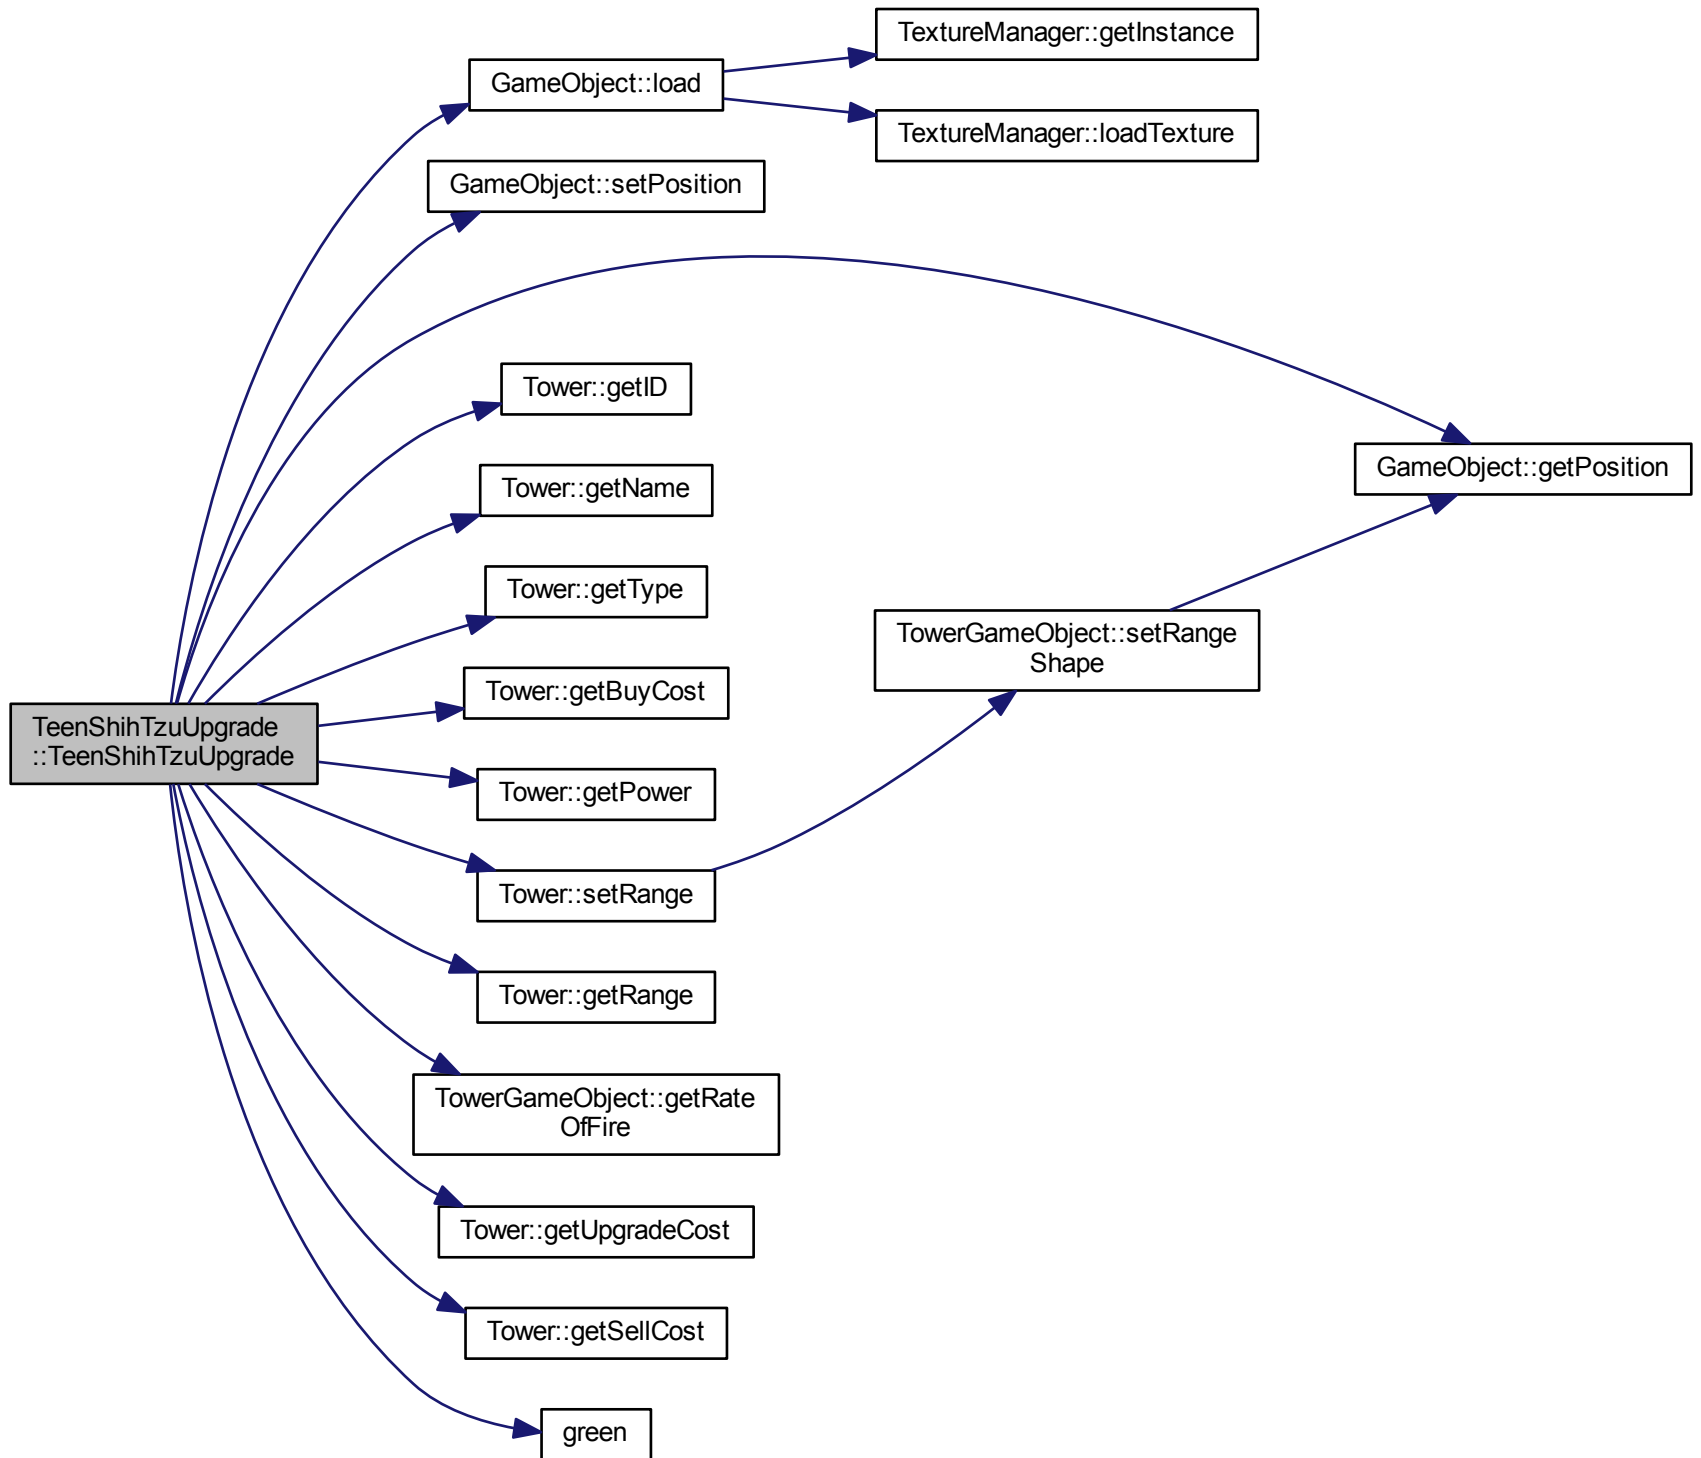 TextureManager::getInstance
GameObject::load
TextureManager::loadTexture
GameObject::setPosition
Tower::getID
GameObject::getPosition
Tower::getName
Tower::getType
TowerGameObject::setRange
Shape
Tower::getBuyCost
TeenShihTzuUpgrade
::TeenShihTzuUpgrade
Tower::getPower
Tower::setRange
Tower::getRange
TowerGameObject::getRate
OfFire
Tower::getUpgradeCost
Tower::getSellCost
green